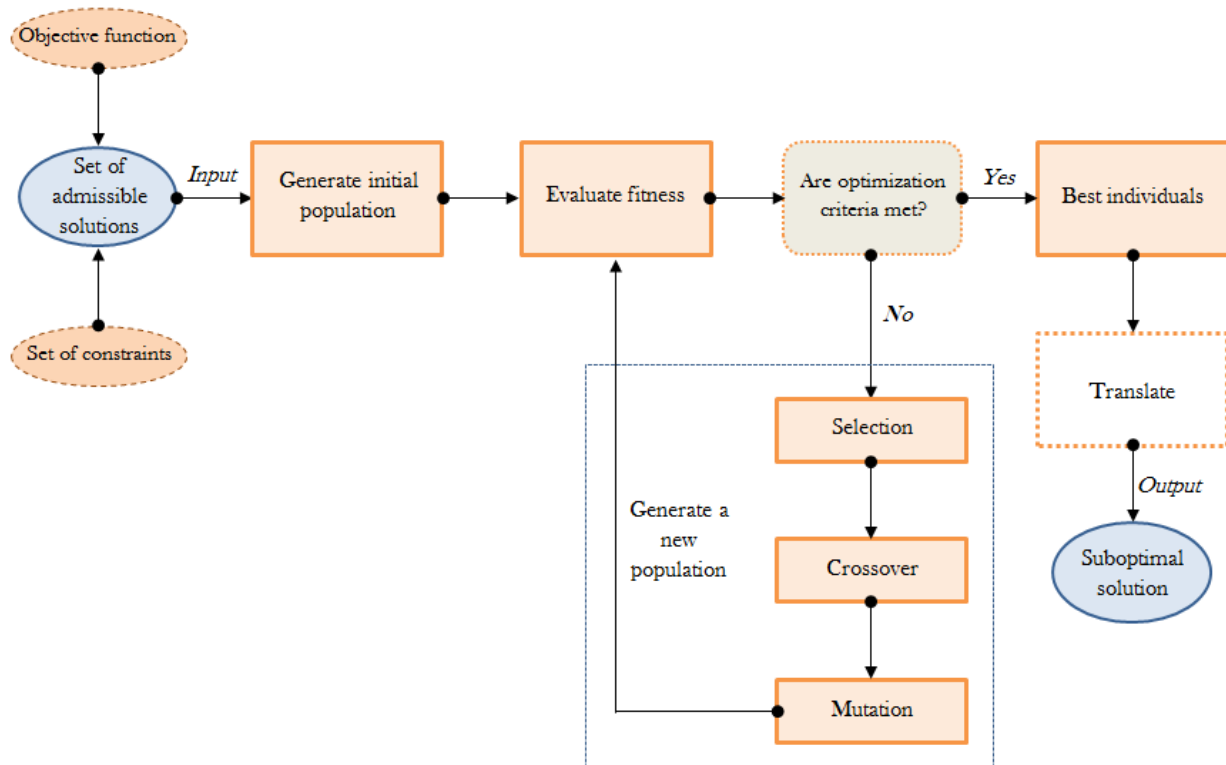 Objective function
Set of
admissible
solutions
Input
Generate initial
population
Evaluate fitness
Are optimization
criteria met?
Yes
Best individuals
Set of constraints
No
Translate
Selection
Output
Generate a
new
population
Crossover
Suboptimal
solution
Mutation